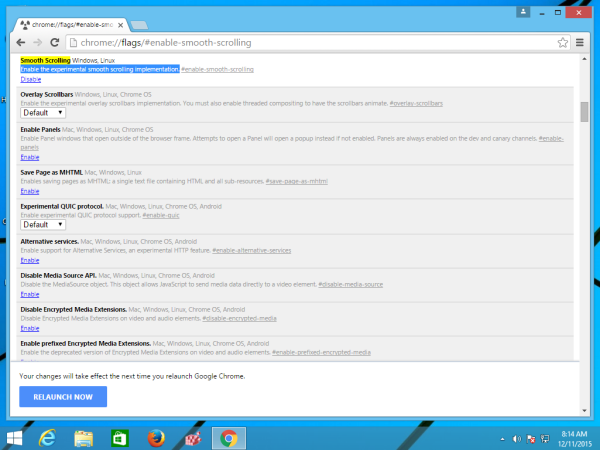 chrome://flags/#enable-smo
chrome://flags/#enable-smooth-scrolling
Smooth Scrolling Windows, Linux
Enable the experimental smooth scrolling implementation. #enable-smooth-scrolling
Disable
Overlay Scrollbars Windows, Linux, Chrome OS
Enable the experimental overlay scrollbars implementation. You must also enable threaded compositing to have the scrollbars animate. #overlay-scrollbars
Default
Enable Panels Mac, Windows, Linux, Chrome OS
Enable Panel windows that open outside of the browser frame. Attempts to open a Panel will open a popup instead if not enabled. Panels are always enabled on the dev and canary channels. #enable-
panels
Enable
Save Page as MHTML Mac, Windows, Linux
Enables saving pages as MHTML: a single text file containing HTML and all sub-resources. #save-page-as-mhtml
Enable
Experimental QUIC protocol. Mac, Windows, Linux, Chrome OS, Android
Enable experimental QUIC protocol support. #enable-quic
Default
Alternative services. Mac, Windows, Linux, Chrome OS, Android
Enable support for Alternative Services, an experimental HTTP feature. #enable-alternative-services
Enable
Disable Media Source API. Mac, Windows, Linux, Chrome OS, Android
Disable the MediaSource object. This object allows JavaScript to send media data directly to a video element. #disable-media-source
Enable
Disable Encrypted Media Extensions. Mac, Windows, Linux, Chrome OS, Android
Disable Encrypted Media Extensions on video and audio elements. #disable-encrypted-media
Enable
Enable prefixed Encrypted Media Extensions. Mac, Windows, Linux, Chrome OS, Android
Enable the deprecated version of Encrypted Media Extensions on video and audio elements. #enable-prefixed-encrypted-media
Your changes will take effect the next time you relaunch Google Chrome.
RELAUNCH NOW
8:14 AM
12/11/2015